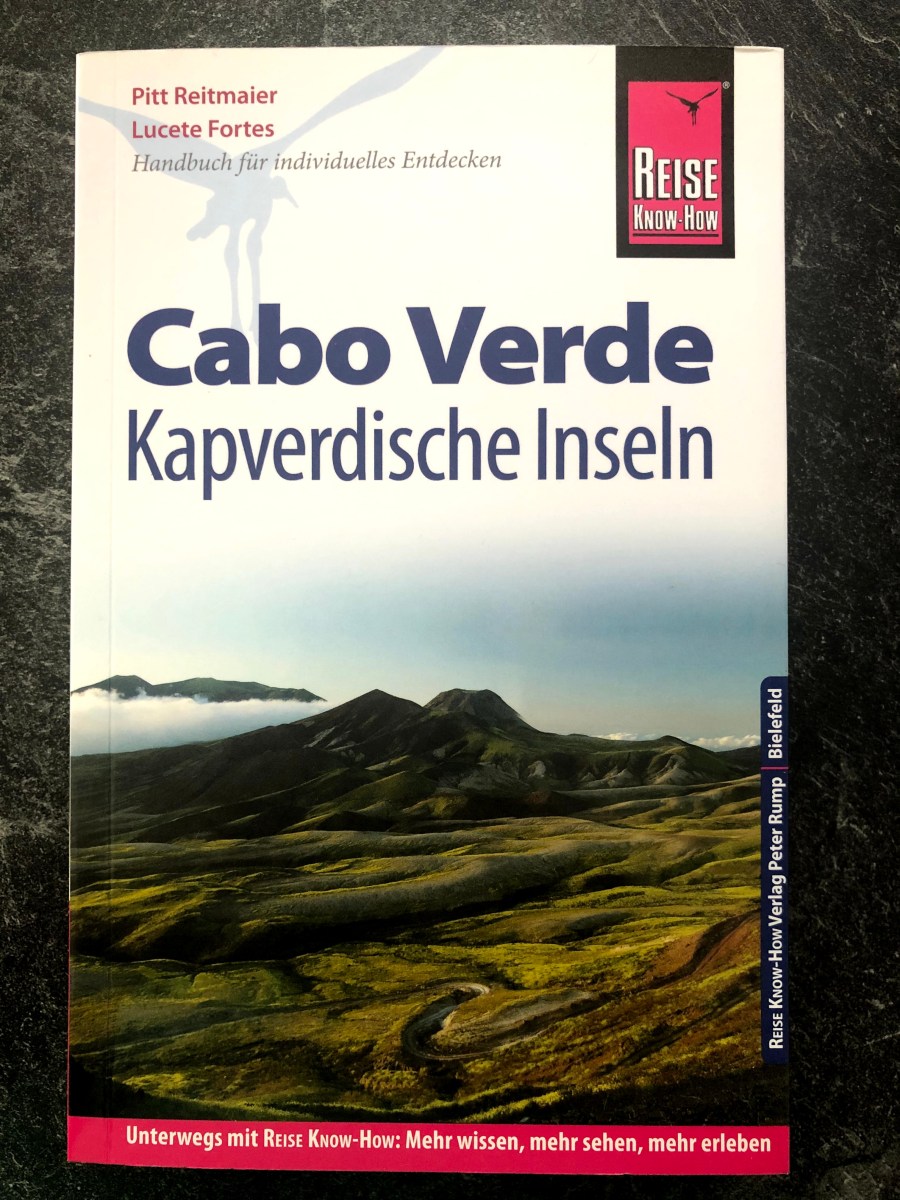 Pitt Reitmaier
Lucete Fortes
Handbuch für individuelles Entdecken
REISE
KNOW-HOW
®
Cabo Verde
Kapverdische Inseln
REISE KNOW-HOW Verlag Peter Rump | Bielefeld
Unterwegs mit REISE KNOW-HOW: Mehr wissen, mehr sehen, mehr erleben